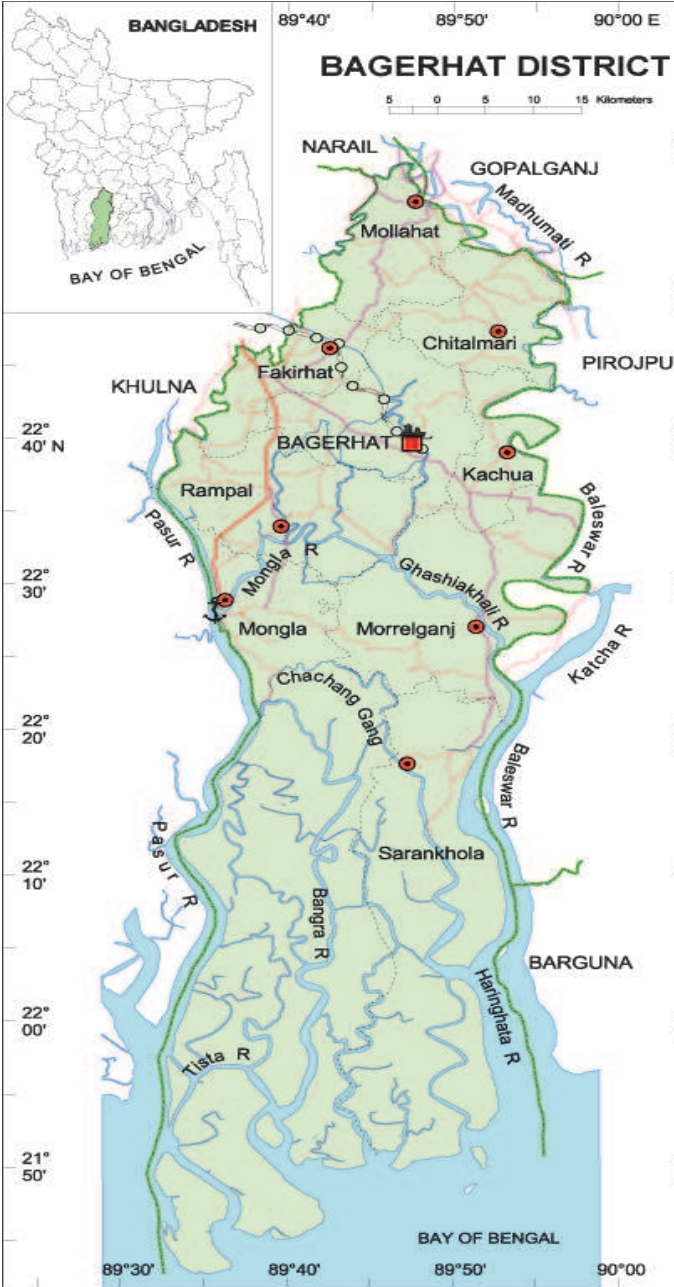 BANGLADESH
BAY OF BENGAL
89°40'
89°50'
90°00 E
BAGERHAT DISTRICT
5 0 5 10 15 Kilometers
NARAIL
GOPALGANJ
Madhumati R
Mollahat
Chitalmari
Fakirhat
PIROJPU
KHULNA
22°
40' N
BAGERHAT
Kachua
Rampal
Baleswar R
Pasur R
Mongla R
Ghashiakhali R
22°
30'
Mongla
Morrelganj
Katcha R
Chachang Gang
22°
20'
Baleswar R
Pasur R
Sarankhola
22°
10'
Bangra R
BARGUNA
Haringhata R
22°
00'
Tista R
21°
50'
BAY OF BENGAL
89°30'
89°40'
89°50'
90°00